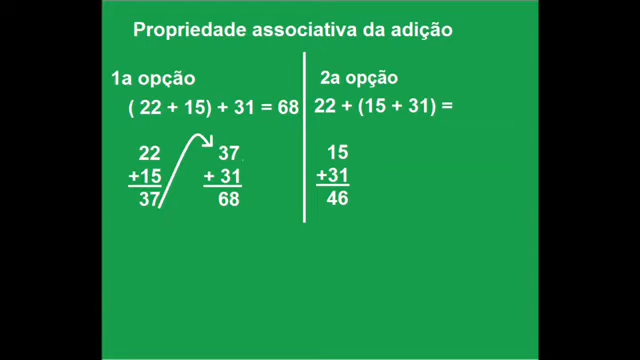 Propriedade associativa da adição
1a opção
( 22 + 15) + 31 = 68
22
+15
37
37
+ 31
68
2a opção
22 + (15 + 31) =
15
+31
46